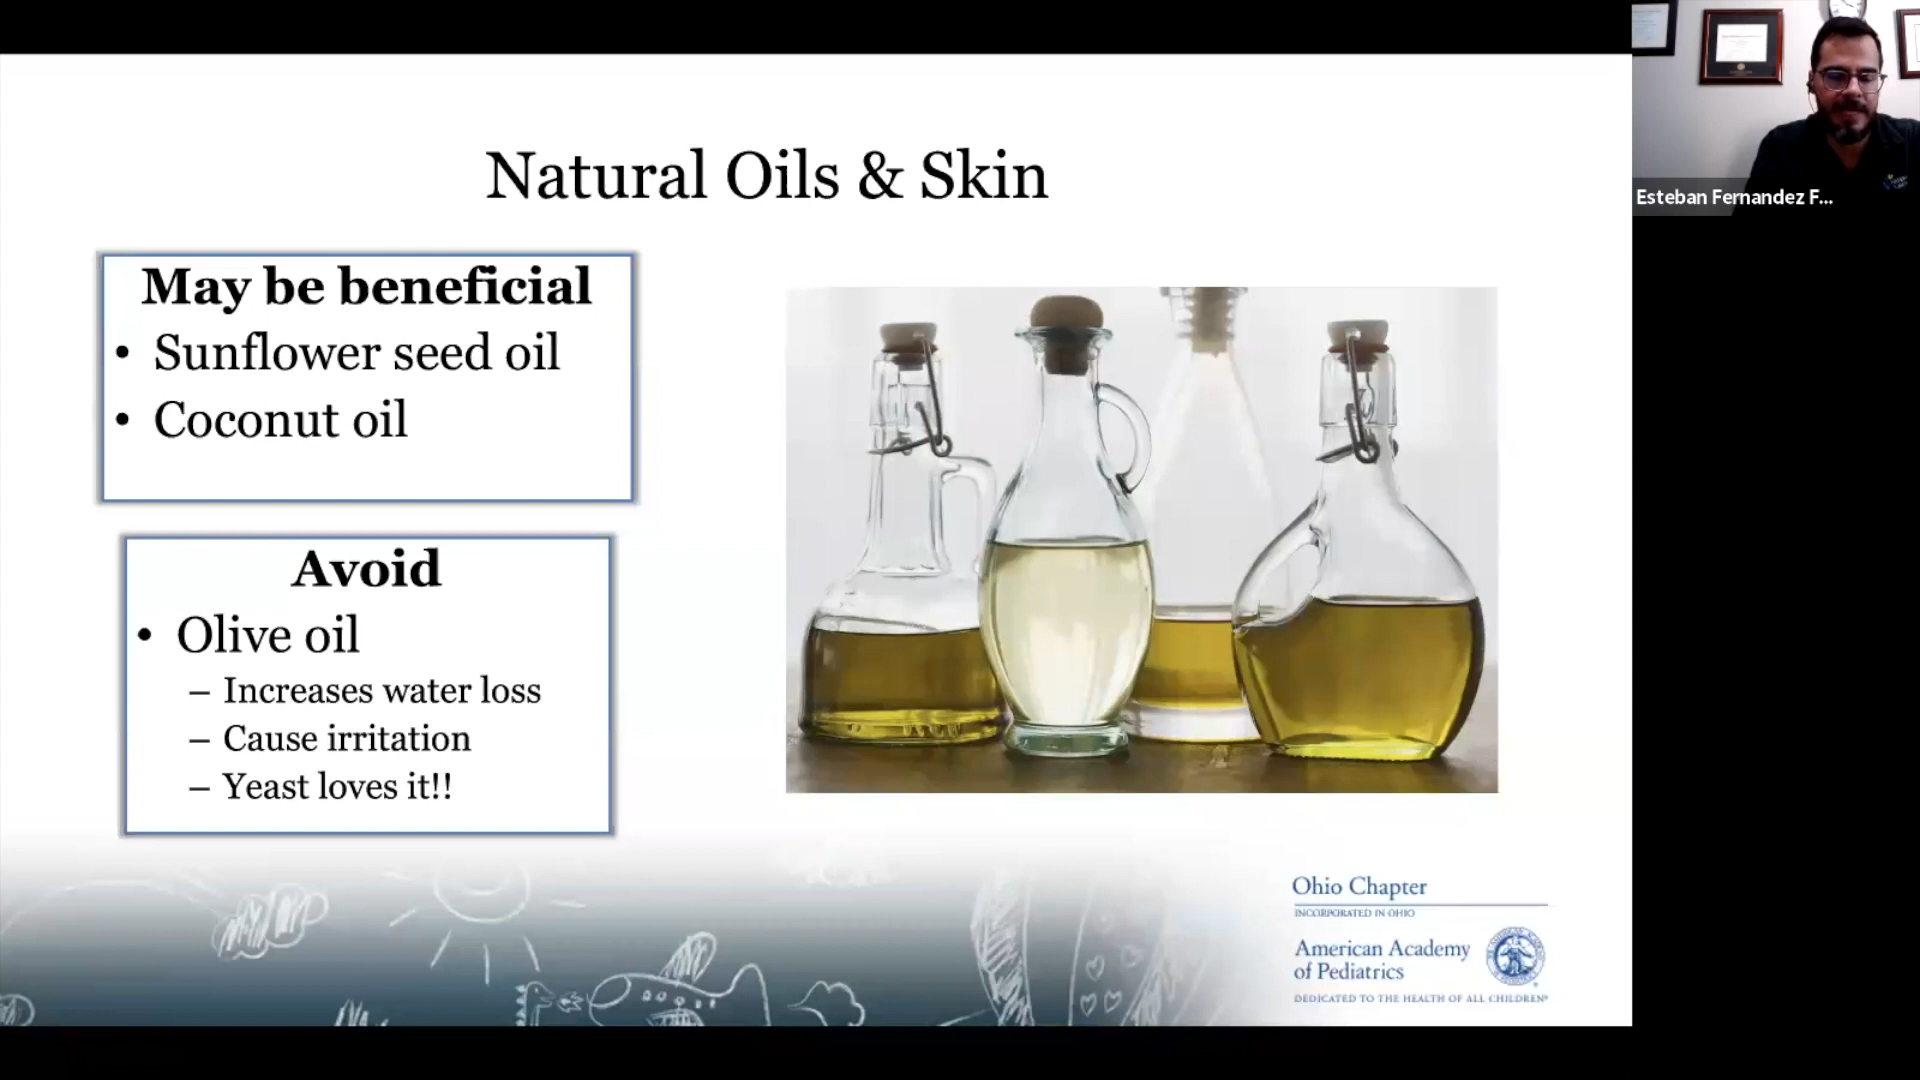 Natural Oils & Skin
May be beneficial
• Sunflower seed oil
• Coconut oil
Avoid
• Olive oil
– Increases water loss
– Cause irritation
– Yeast loves it!!
Ohio Chapter
INCORPORATED IN OHIO
American Academy
of Pediatrics
DEDICATED TO THE HEALTH OF ALL CHILDREN®
Esteban Fernandez F...